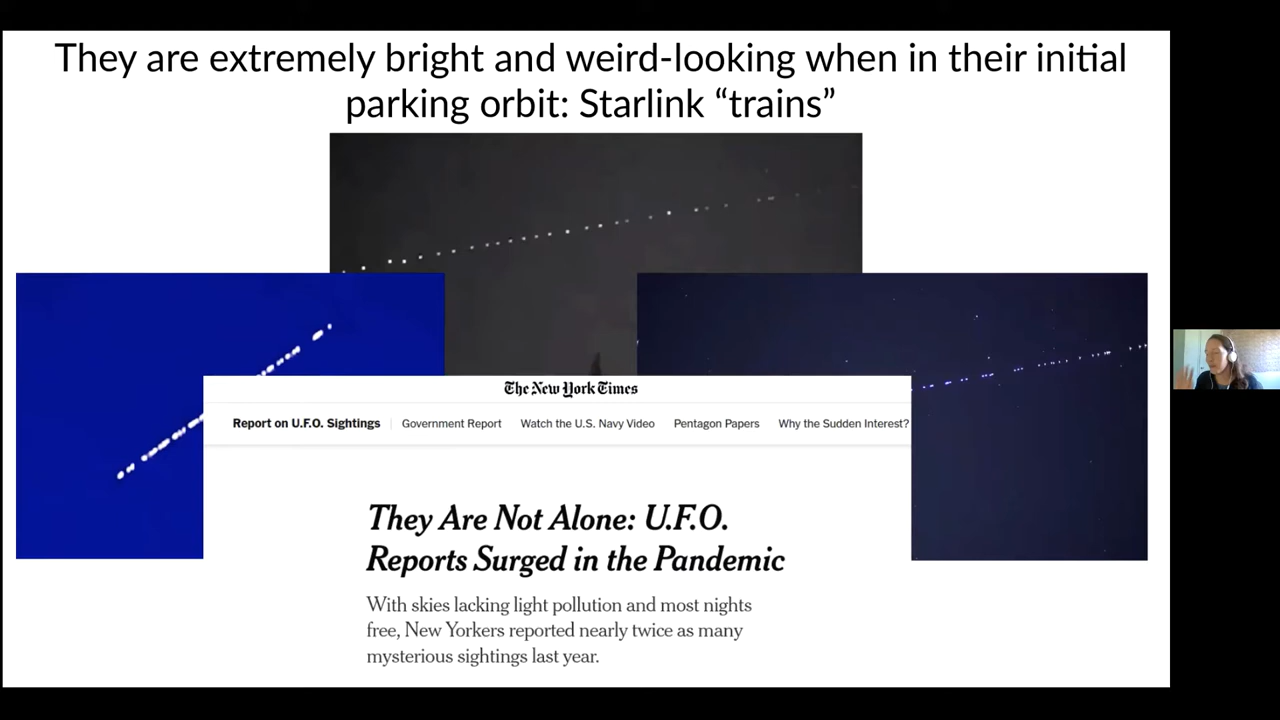 They are extremely bright and weird-looking when in their initial
parking orbit: Starlink “trains”
The New York Times
Report on U.F.O. Sightings | Government Report Watch the U.S. Navy Video Pentagon Papers Why the Sudden Interest?
They Are Not Alone: U.F.O.
Reports Surged in the Pandemic
With skies lacking light pollution and most nights
free, New Yorkers reported nearly twice as many
mysterious sightings last year.